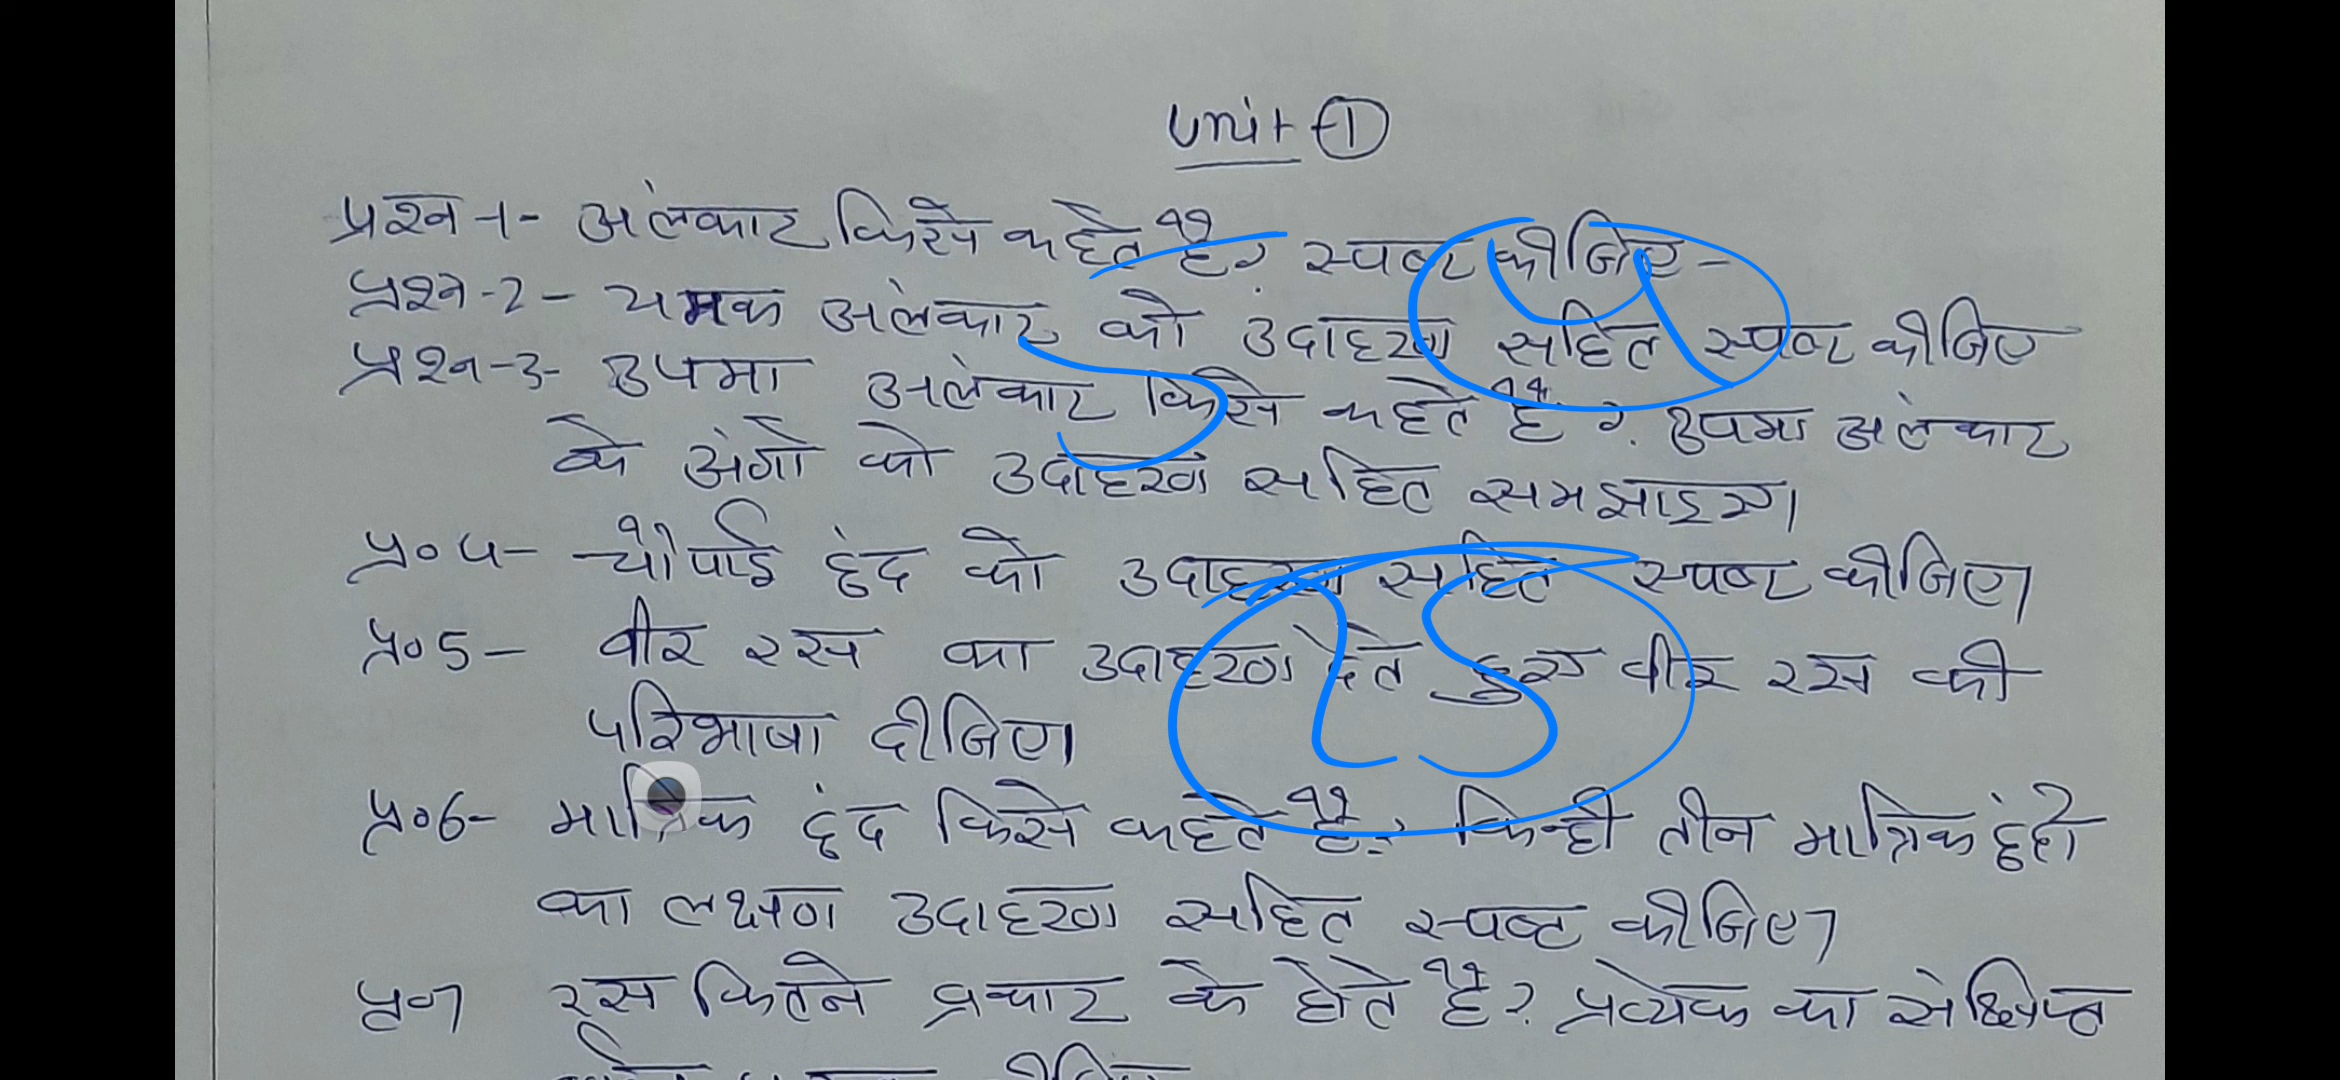 Unit-①
प्रश्न-1- अलंकार किसे कहते हैं? स्पष्ट कीजिए-
प्रश्न-2- यमक अलंकार को उदाहरण सहित स्पष्ट कीजिए
प्रश्न-3- उपमा अलंकार किसे कहते हैं? उपमा अलंकार
के अंगो को उदाहरण सहित समझाइए।
प्र०4- चौपाई छंद को उदाहरण सहित स्पष्ट कीजिए।
प्र०5- वीर रस का उदाहरण देते हुए वीर रस की
परिभाषा दीजिए।
प्र०6- मात्रिक छंद किसे कहते हैं? किन्ही तीन मात्रिक छंदो
का लक्षण उदाहरण सहित स्पष्ट कीजिए।
प्र०7 रस कितने प्रकार के होते हैं? प्रत्येक का संक्षिप्त